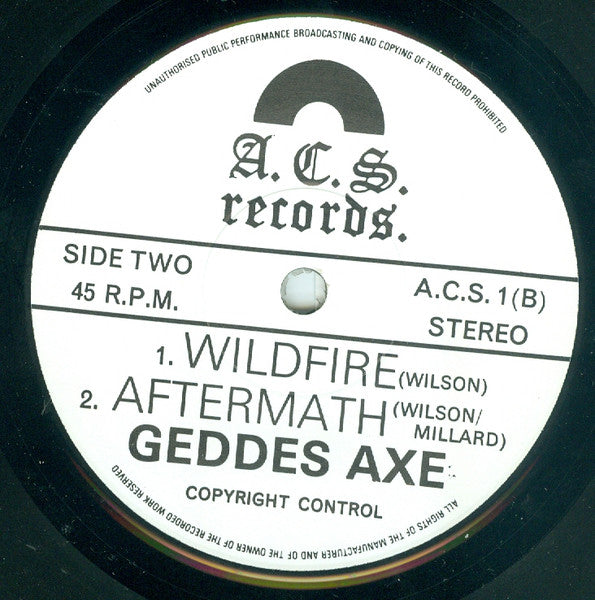 UNAUTHORISED PUBLIC PERFORMANCE BROADCASTING AND COPYING OF THIS RECORD PROHIBITED
A.C.S.
records.
SIDE TWO
45 R.P.M.
A.C.S. 1(B)
STEREO
1. WILDFIRE (WILSON)
2. AFTERMATH (WILSON/
MILLARD)
GEDDES AXE
COPYRIGHT CONTROL
ALL RIGHTS OF THE MANUFACTURER AND OF THE OWNER OF THE RECORDED WORK RESERVED